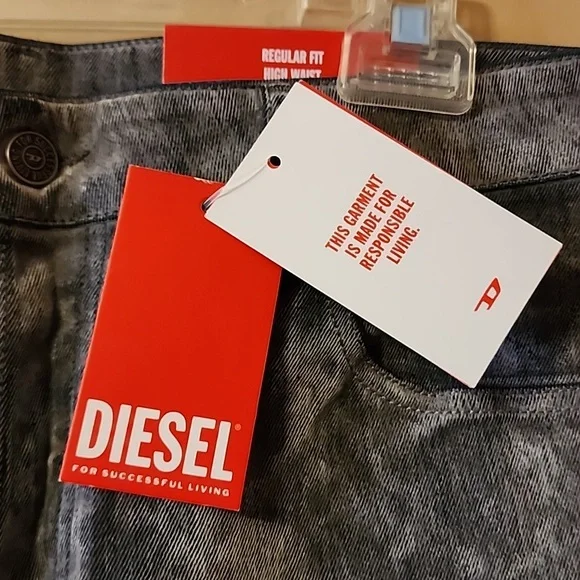 REGULAR FIT
HIGH WAIST
THIS GARMENT
IS MADE FOR
RESPONSIBLE
LIVING.
D
DIESEL®
FOR SUCCESSFUL LIVING